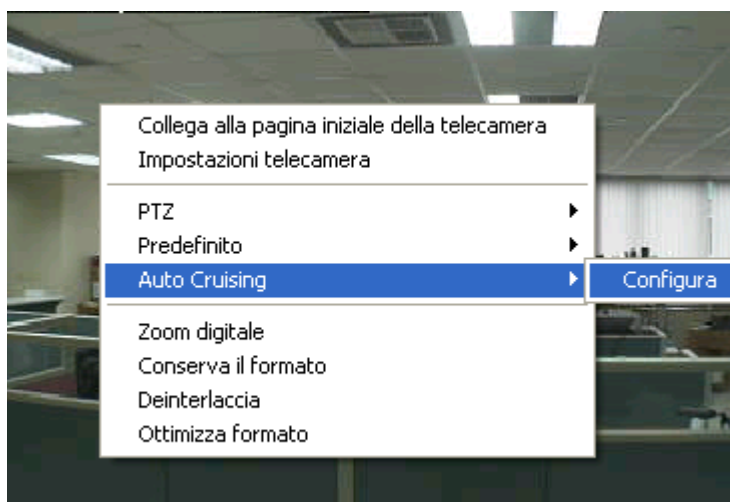 Collega alla pagina iniziale della telecamera
Impostazioni telecamera
PTZ
Predefinito
Auto Cruising
Configura
Zoom digitale
Conserva il formato
Deinterlaccia
Ottimizza formato